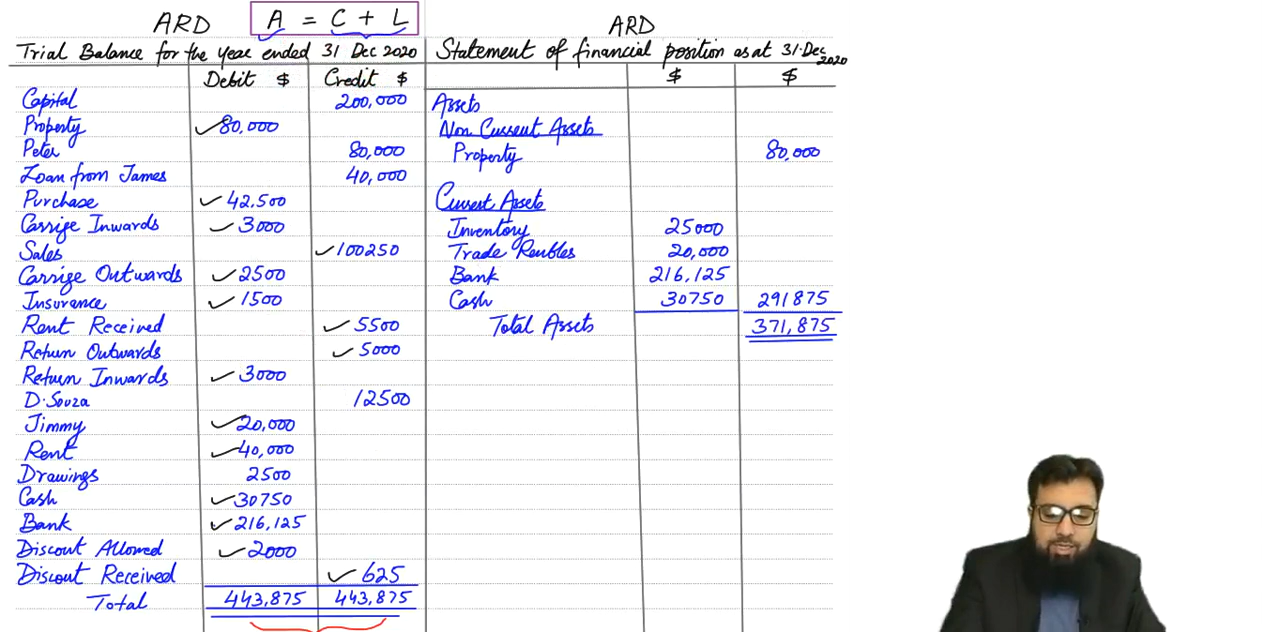 ARD
A = C + L
Trial Balance for the year ended 31 Dec 2020
Debit $ Credit $
Capital 200,000
Property 80,000
Peter 80,000
Loan from James 40,000
Purchase 42,500
Carrige Inwards 3000
Sales 100250
Carrige Outwards 2500
Insurance 1500
Rent Received 5500
Return Outwards 5000
Return Inwards 3000
D.Souza 12500
Jimmy 20,000
Rent 40,000
Drawings 2500
Cash 30750
Bank 216,125
Discout Allowed 2000
Discout Received 625
Total 443,875 443,875
ARD
Statement of financial position as at 31.Dec 2020
$ $
Assets
Non Current Assets
Property 80,000
Current Assets
Inventory 25000
Trade 20,000
Bank 216,125
Cash 30750 291875
Total Assets 371,875